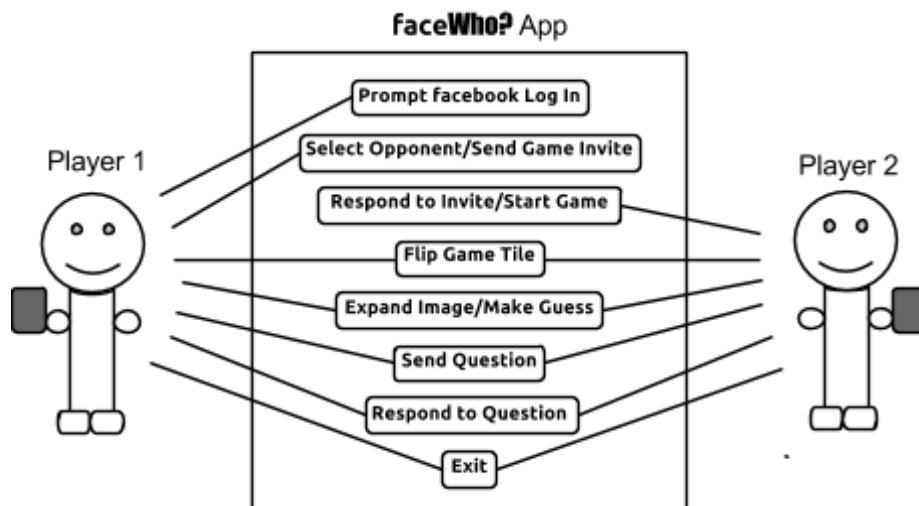 faceWho? App
Prompt facebook Log In
Select Opponent/Send Game Invite
Player 1
Player 2
Respond to Invite/Start Game
Flip Game Tile
Expand Image/Make Guess
Send Question
Respond to Question
Exit